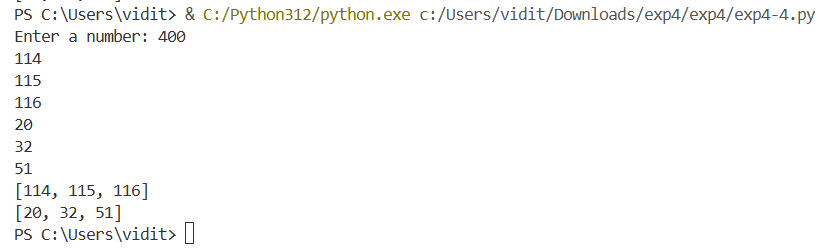 PS C:\Users\vidit> & C:/Python312/python.exe c:/Users/vidit/Downloads/exp4/exp4/exp4-4.py
Enter a number: 400
114
115
116
20
32
51
[114, 115, 116]
[20, 32, 51]
PS C:\Users\vidit>